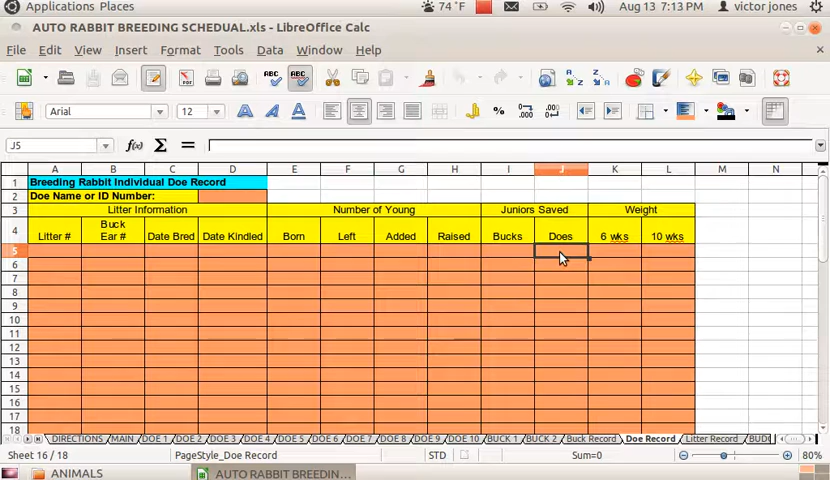 Applications Places 74 °F Aug 13 7:13 PM victor jones
AUTO RABBIT BREEDING SCHEDUAL.xls - LibreOffice Calc
File Edit View Insert Format Tools Data Window Help
Arial 12
J5
A B C D E F G H I J K L M N
1 Breeding Rabbit Individual Doe Record
2 Doe Name or ID Number:
3 Litter Information Number of Young Juniors Saved Weight
4 Litter # Buck Ear # Date Bred Date Kindled Born Left Added Raised Bucks Does 6 wks 10 wks
5
6
7
8
9
10
11
12
13
14
15
16
17
18
DIRECTIONS MAIN DOE 1 DOE 2 DOE 3 DOE 4 DOE 5 DOE 6 DOE 7 DOE 8 DOE 9 DOE 10 BUCK 1 BUCK 2 Buck Record Doe Record Litter Record
Sheet 16 / 18 PageStyle_Doe Record STD Sum=0 80%
ANIMALS AUTO RABBIT BREEDIN...